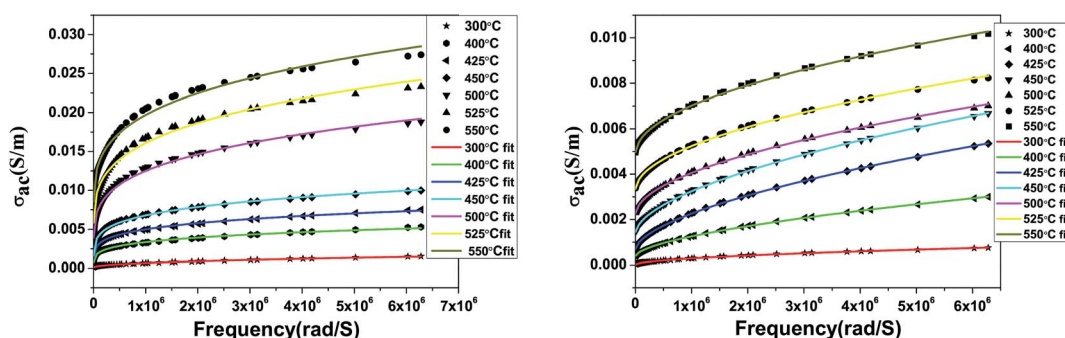 σac(S/m)
0.030
0.025
0.020
0.015
0.010
0.005
0.000
0 1x10⁶ 2x10⁶ 3x10⁶ 4x10⁶ 5x10⁶ 6x10⁶ 7x10⁶
Frequency(rad/S)
300°C
400°C
425°C
450°C
500°C
525°C
550°C
300°C fit
400°C fit
425°C fit
450°C fit
500°C fit
525°Cfit
550°Cfit
σac(S/m)
0.010
0.008
0.006
0.004
0.002
0.000
0 1x10⁶ 2x10⁶ 3x10⁶ 4x10⁶ 5x10⁶ 6x10⁶
Frequency(rad/S)
300°C
400°C
425°C
450°C
500°C
525°C
550°C
300°C fit
400°C fit
425°C fit
450°C fit
500°C fit
525°C fit
550°C fit